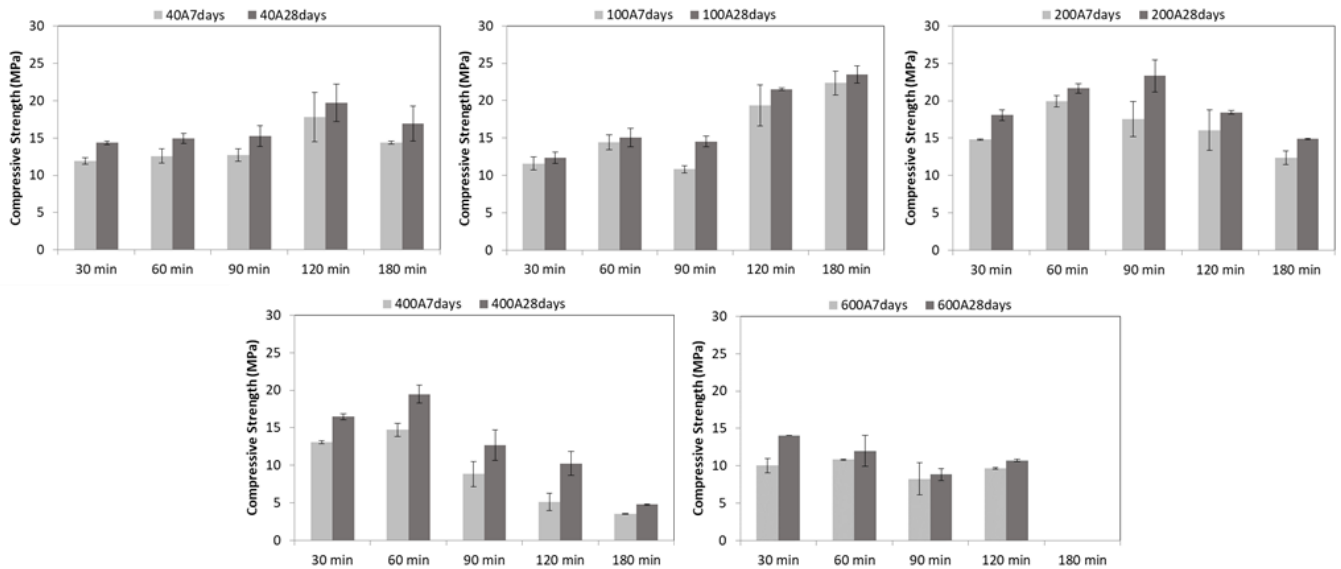 40A7days 40A28days
Compressive Strength (MPa)
30
25
20
15
10
5
0
30 min 60 min 90 min 120 min 180 min
100A7days 100A28days
Compressive Strength (MPa)
30
25
20
15
10
5
0
30 min 60 min 90 min 120 min 180 min
200A7days 200A28days
Compressive Strength (MPa)
30
25
20
15
10
5
0
30 min 60 min 90 min 120 min 180 min
400A7days 400A28days
Compressive Strength (MPa)
30
25
20
15
10
5
0
30 min 60 min 90 min 120 min 180 min
600A7days 600A28days
Compressive Strength (MPa)
30
25
20
15
10
5
0
30 min 60 min 90 min 120 min 180 min